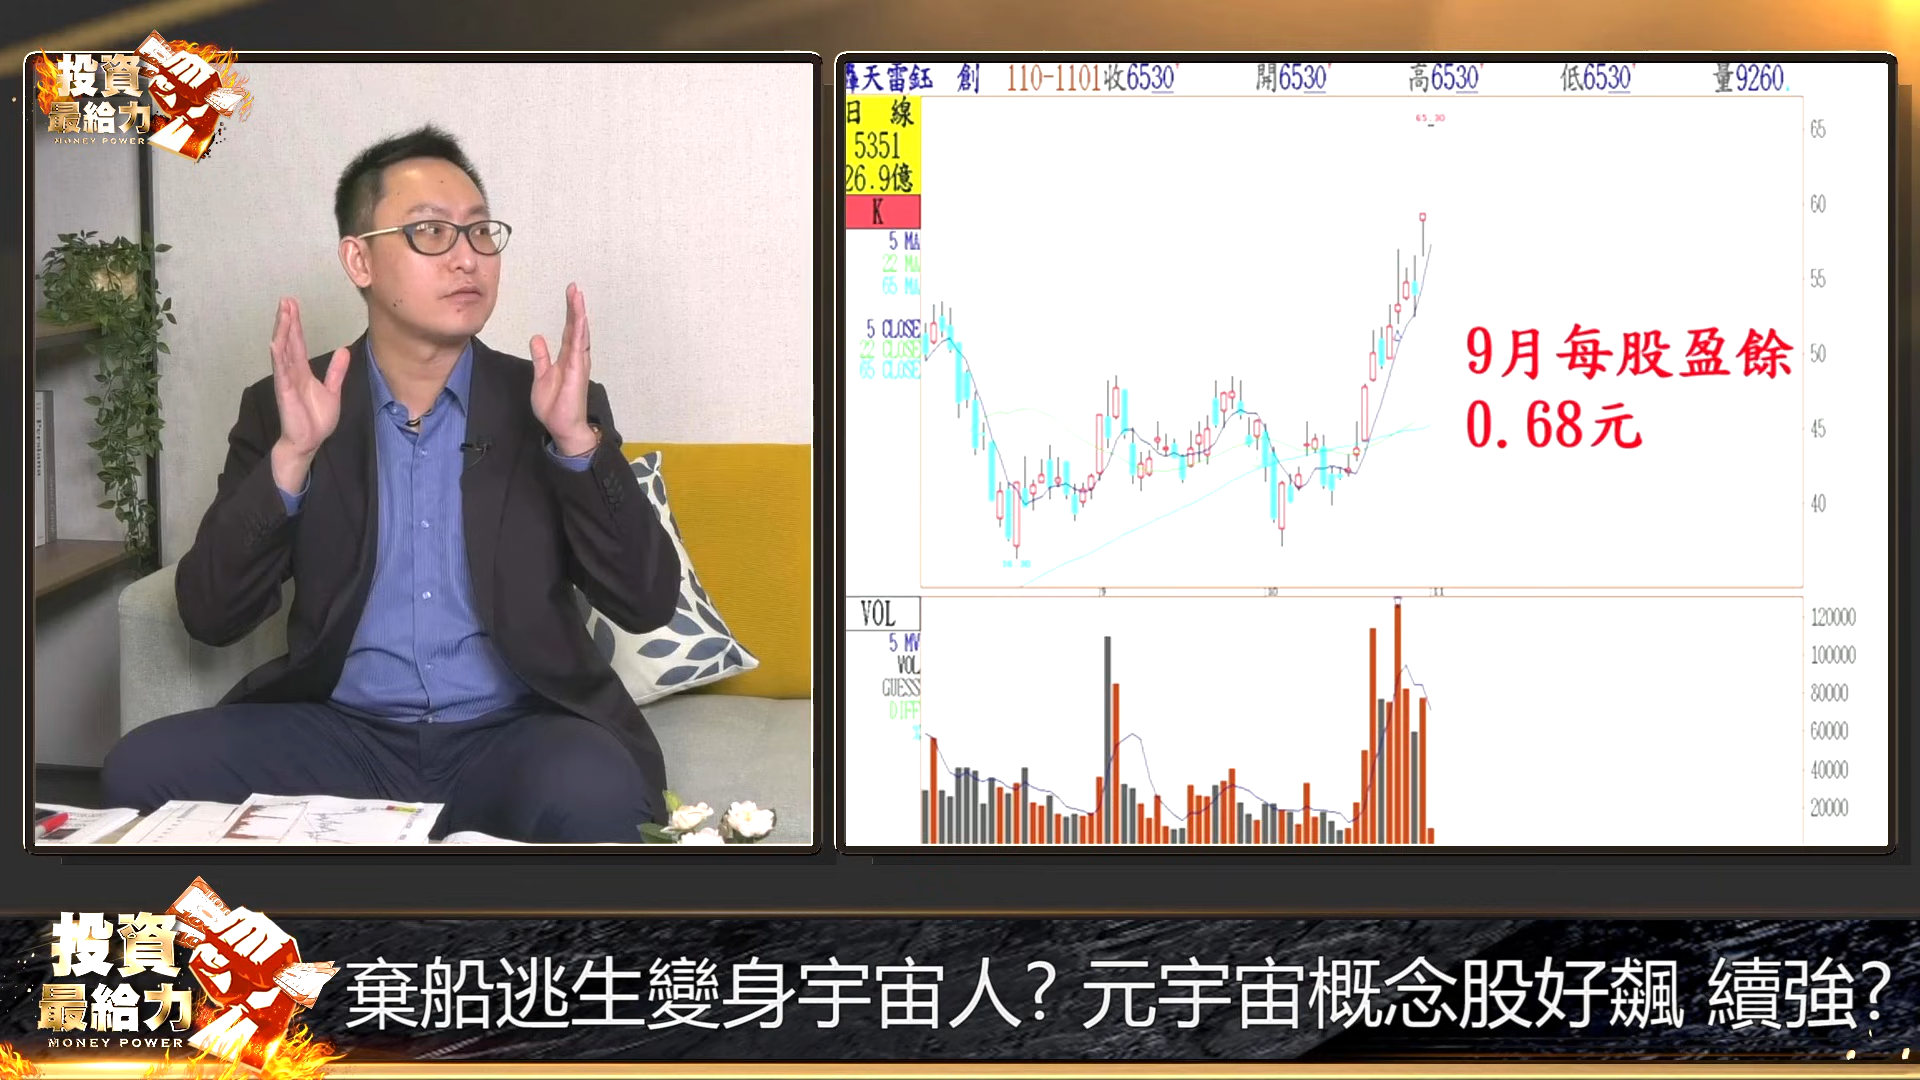 投資
最給力
MONEY POWER
天雷鈺 創 110-1101收6530 開6530 高6530 低6530 量9260
日 線
5351
26.9億
K
5 MA
22 MA
65 MA
5 CLOSE
22 CLOSE
65 CLOSE
65.30
65
60
55
50
45
40
9月每股盈餘
0.68元
9 10 11
VOL
5 MV
VOL
GUESS
DIFF
120000
100000
80000
60000
40000
20000
投資
最給力
MONEY POWER
棄船逃生變身宇宙人? 元宇宙概念股好飆 續強?